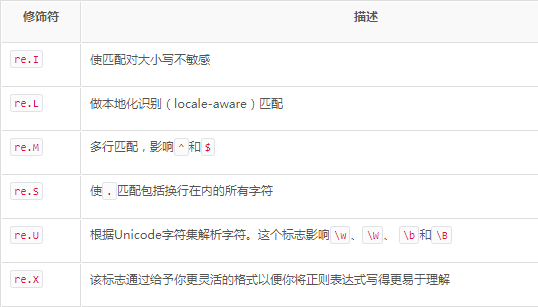 修饰符 描述
re.I 使匹配对大小写不敏感
re.L 做本地化识别（locale-aware）匹配
re.M 多行匹配，影响^和$
re.S 使.匹配包括换行在内的所有字符
re.U 根据Unicode字符集解析字符。这个标志影响\w、\W、\b和\B
re.X 该标志通过给予你更灵活的格式以便你将正则表达式写得更易于理解